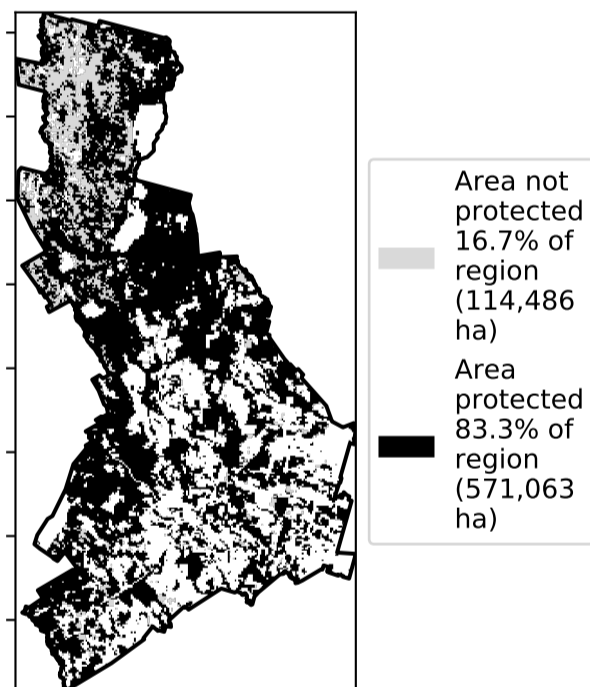 Area not
protected
16.7% of
region
(114,486
ha)
Area
protected
83.3% of
region
(571,063
ha)